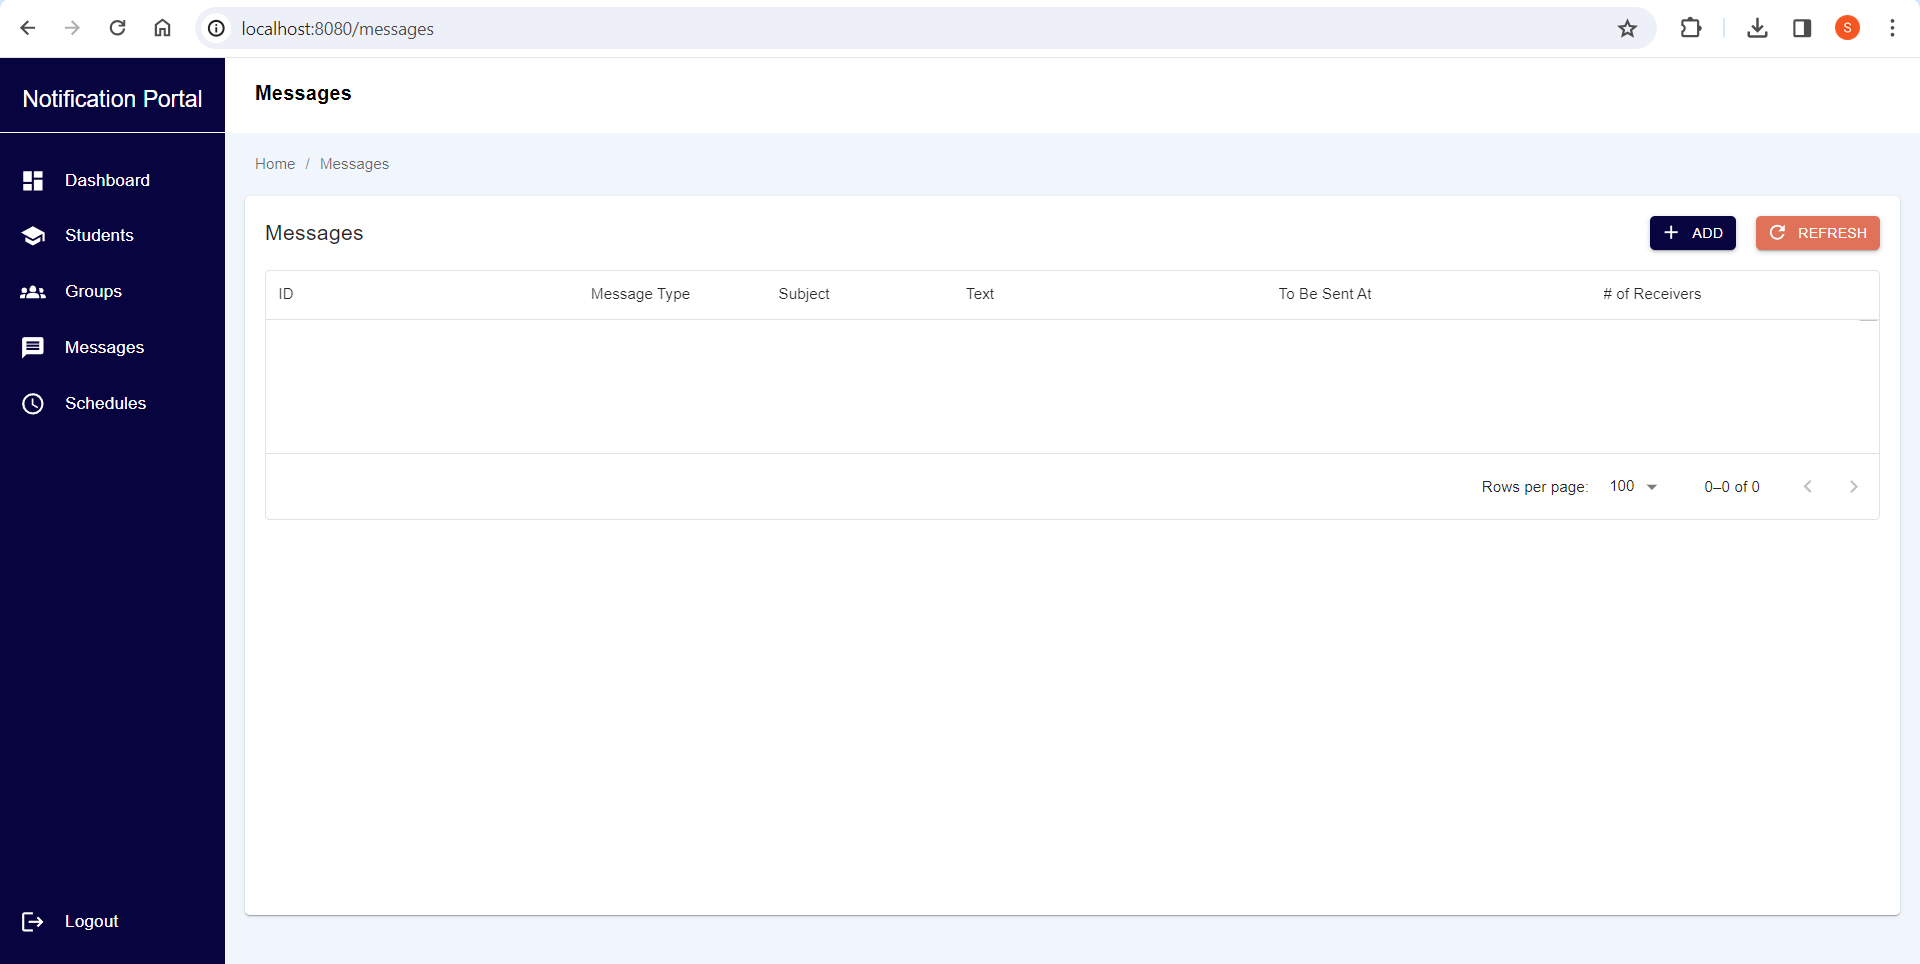 localhost:8080/messages
S
Notification Portal
Messages
Dashboard
Students
Groups
Messages
Schedules
Logout
Home / Messages
Messages
ADD
REFRESH
ID Message Type Subject Text To Be Sent At # of Receivers
Rows per page: 100 0–0 of 0